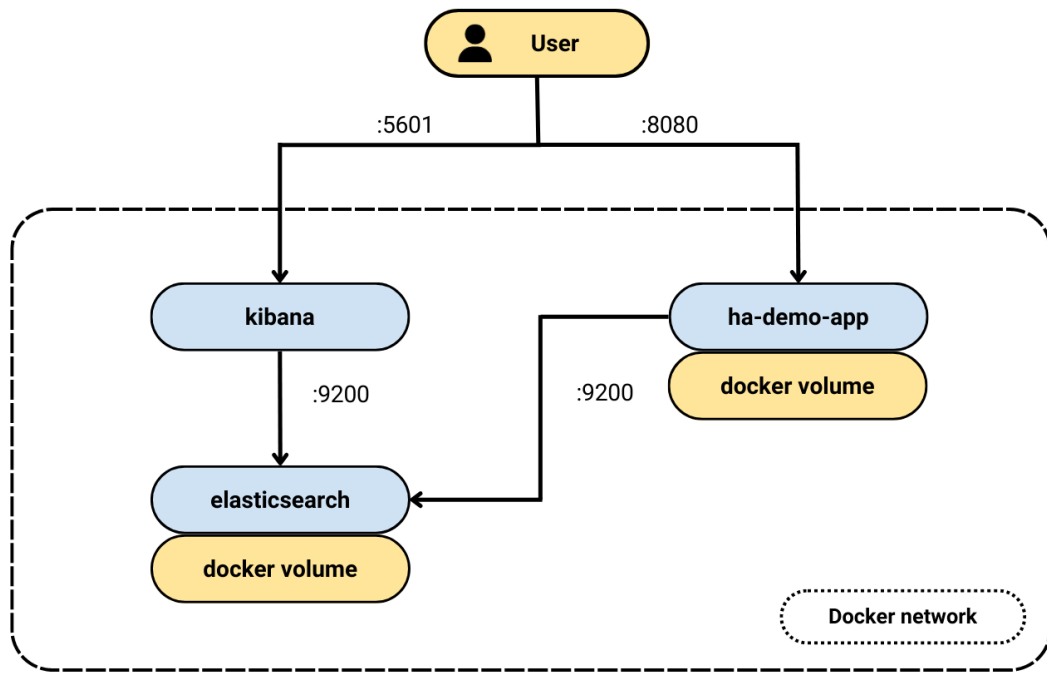 User
:5601
:8080
kibana
ha-demo-app
docker volume
:9200
:9200
elasticsearch
docker volume
Docker network